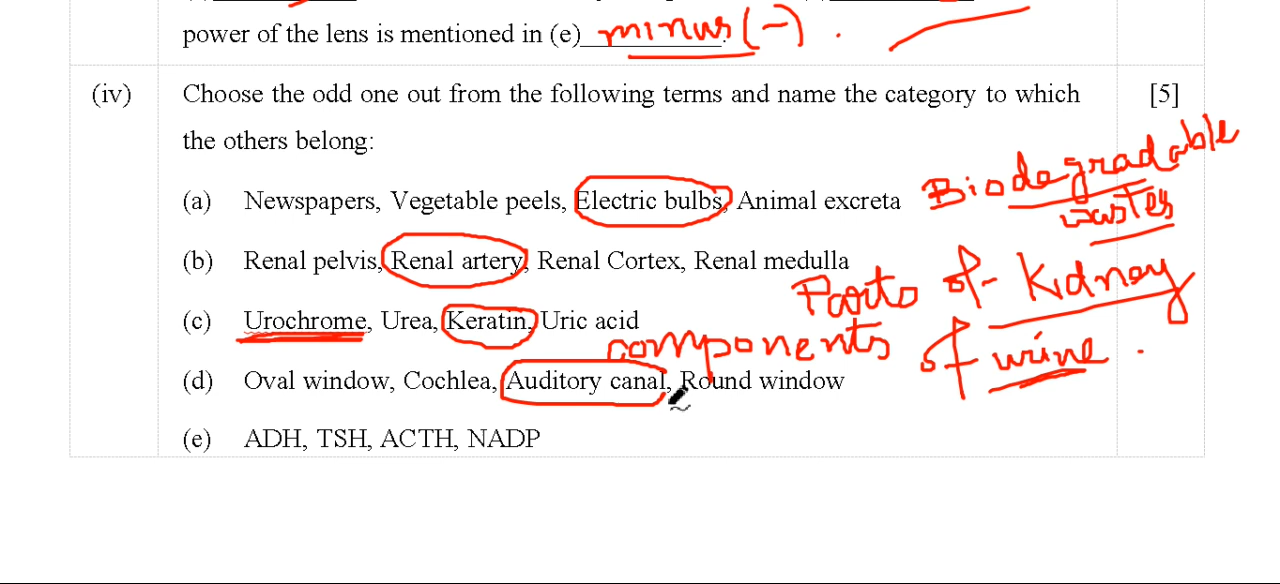 power of the lens is mentioned in (e) minus (-) .
(iv) Choose the odd one out from the following terms and name the category to which [5]
the others belong:
(a) Newspapers, Vegetable peels, Electric bulbs, Animal excreta Biodegradable
wastes
(b) Renal pelvis, Renal artery, Renal Cortex, Renal medulla
Parts of Kidney
(c) Urochrome, Urea, Keratin, Uric acid
components of urine .
(d) Oval window, Cochlea, Auditory canal, Round window
(e) ADH, TSH, ACTH, NADP